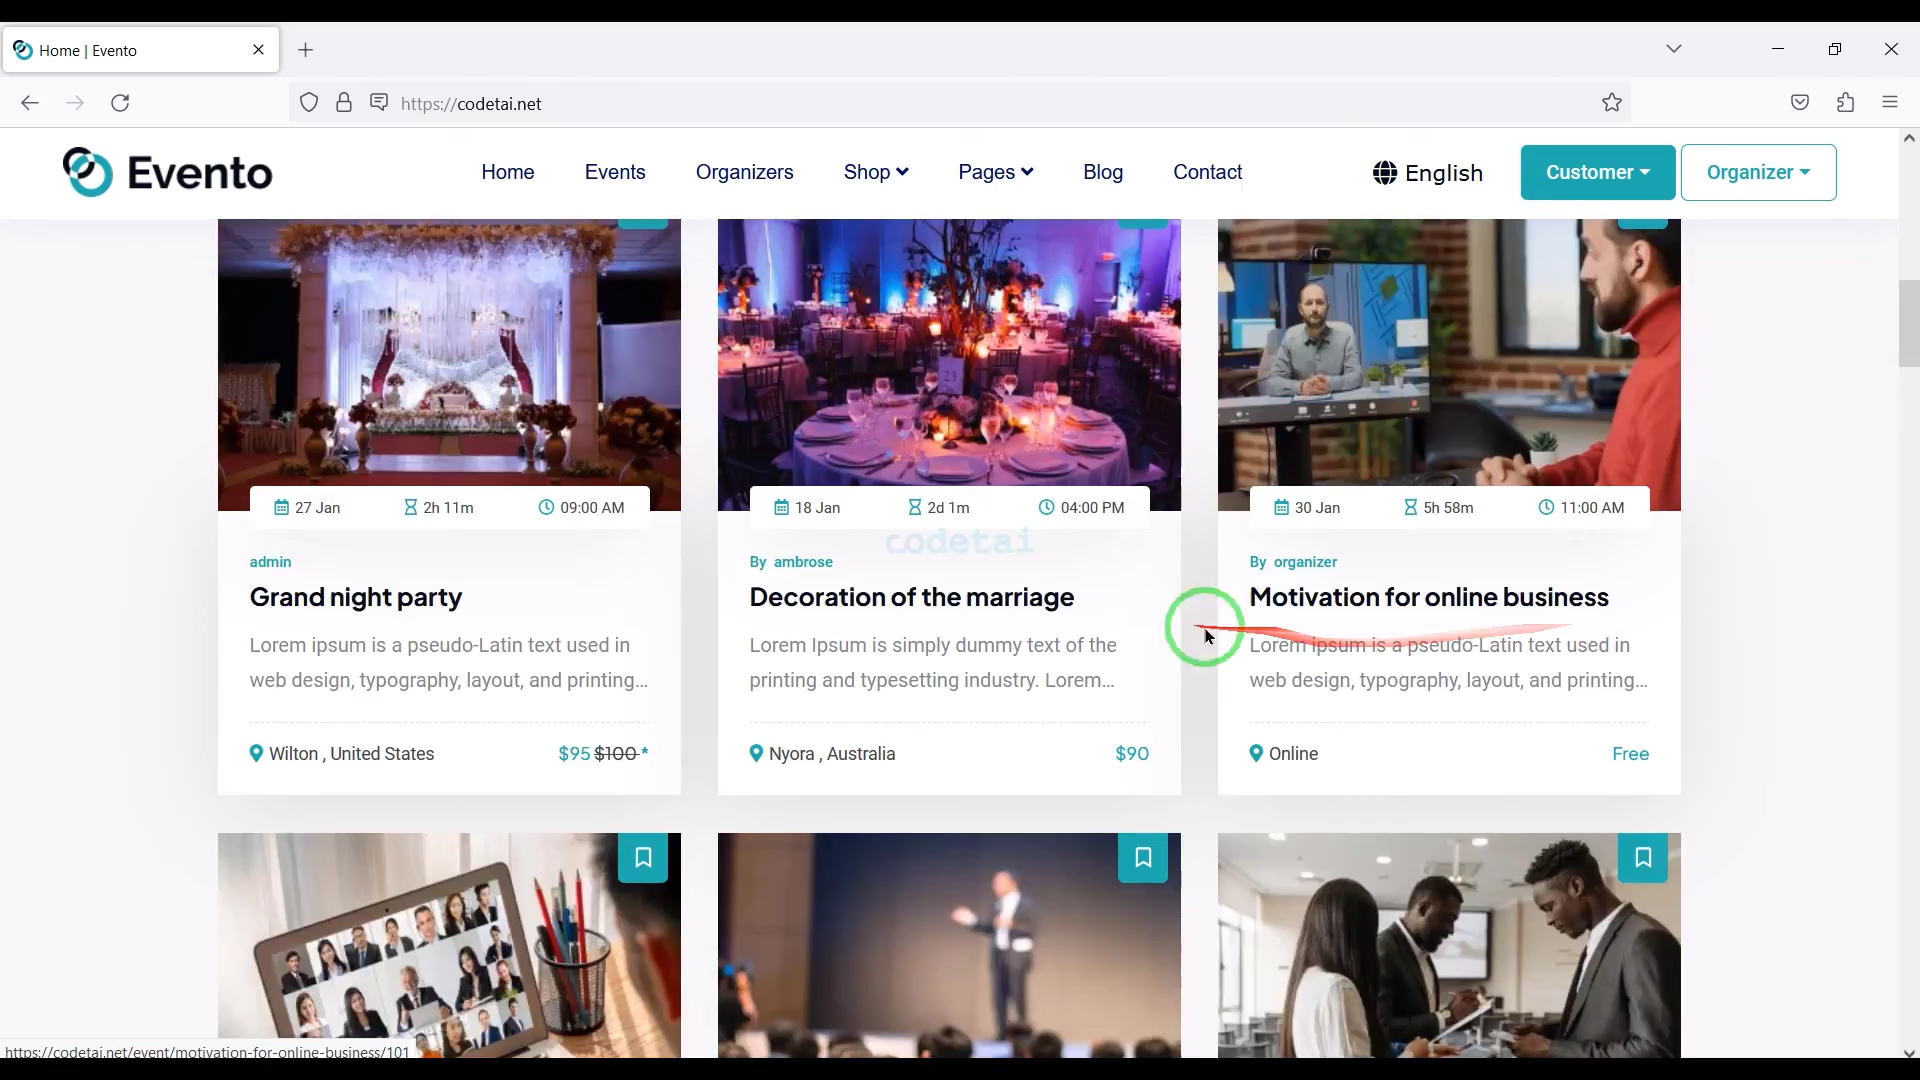 Home | Evento
https://codetai.net
Evento
Home
Events
Organizers
Shop
Pages
Blog
Contact
English
Customer
Organizer
23
27 Jan
2h 11m
09:00 AM
18 Jan
2d 1m
04:00 PM
30 Jan
5h 58m
11:00 AM
codetai
admin
By ambrose
By organizer
Grand night party
Decoration of the marriage
Motivation for online business
Lorem ipsum is a pseudo-Latin text used in
web design, typography, layout, and printing...
Lorem Ipsum is simply dummy text of the
printing and typesetting industry. Lorem...
Lorem ipsum is a pseudo-Latin text used in
web design, typography, layout, and printing...
Wilton , United States
$95 $100 *
Nyora , Australia
$90
Online
Free
https://codetai.net/event/motivation-for-online-business/101